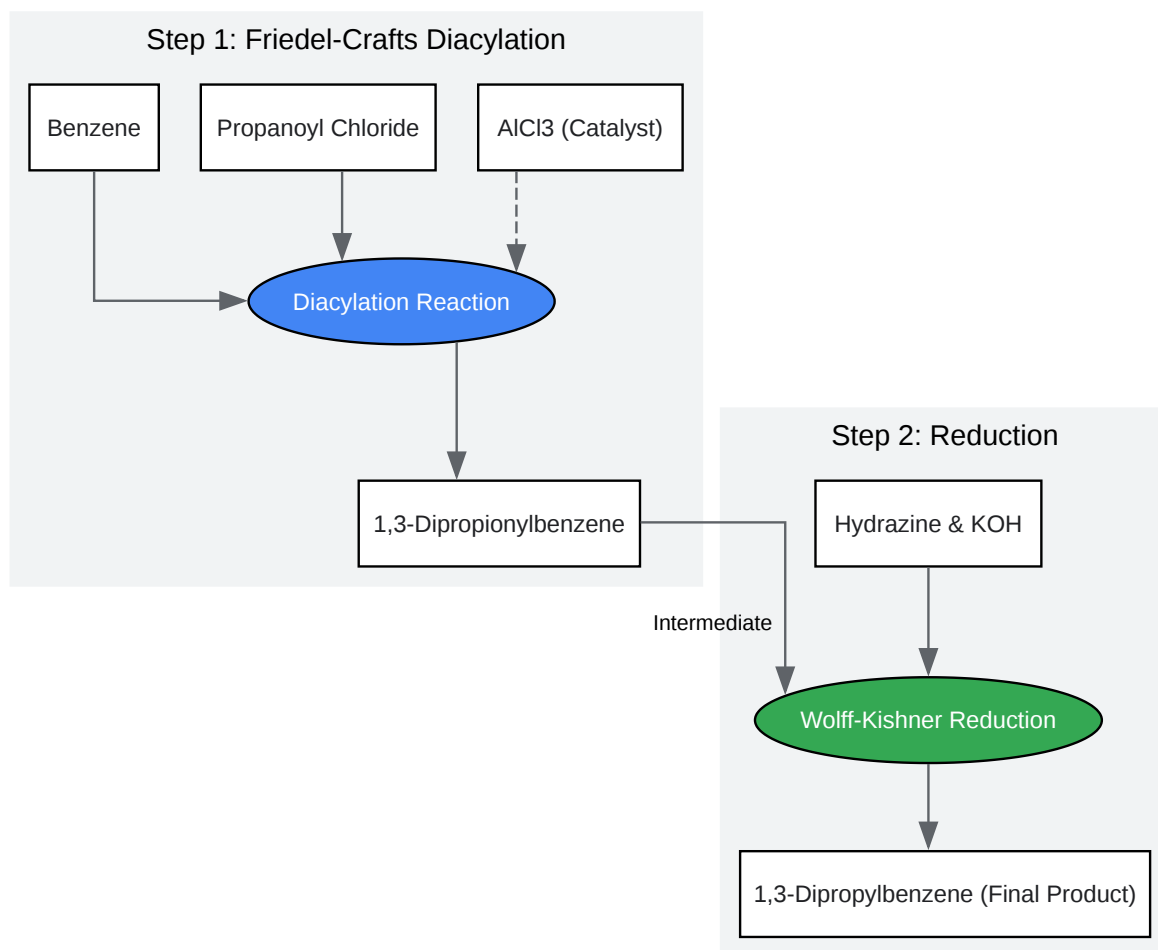 Step 1: Friedel-Crafts Diacylation
Benzene
Propanoyl Chloride
AlCl3 (Catalyst)
Diacylation Reaction
1,3-Dipropionylbenzene
Step 2: Reduction
Hydrazine & KOH
Intermediate
Wolff-Kishner Reduction
1,3-Dipropylbenzene (Final Product)